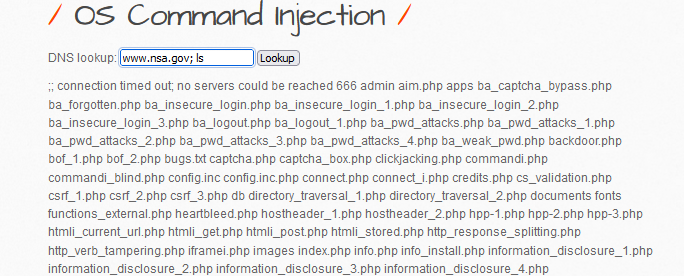 / OS Command Injection /
DNS lookup: www.nsa.gov; ls Lookup
;; connection timed out; no servers could be reached 666 admin aim.php apps ba_captcha_bypass.php
ba_forgotten.php ba_insecure_login.php ba_insecure_login_1.php ba_insecure_login_2.php
ba_insecure_login_3.php ba_logout.php ba_logout_1.php ba_pwd_attacks.php ba_pwd_attacks_1.php
ba_pwd_attacks_2.php ba_pwd_attacks_3.php ba_pwd_attacks_4.php ba_weak_pwd.php backdoor.php
bof_1.php bof_2.php bugs.txt captcha.php captcha_box.php clickjacking.php commandi.php
commandi_blind.php config.inc config.inc.php connect.php connect_i.php credits.php cs_validation.php
csrf_1.php csrf_2.php csrf_3.php db directory_traversal_1.php directory_traversal_2.php documents fonts
functions_external.php heartbleed.php hostheader_1.php hostheader_2.php hpp-1.php hpp-2.php hpp-3.php
htmli_current_url.php htmli_get.php htmli_post.php htmli_stored.php http_response_splitting.php
http_verb_tampering.php iframei.php images index.php info.php info_install.php information_disclosure_1.php
information_disclosure_2.php information_disclosure_3.php information_disclosure_4.php